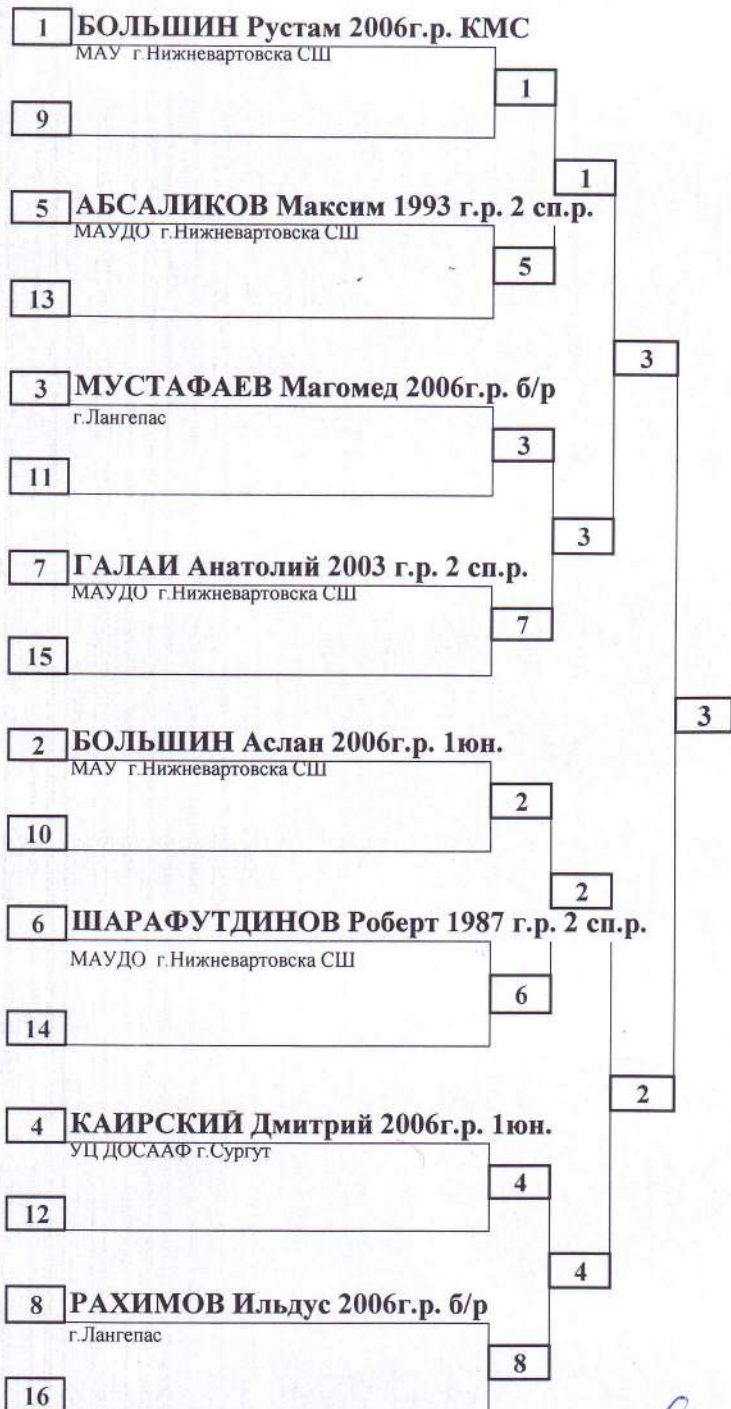 1 БОЛЬШИН Рустам 2006г.р. КМС
МАУ г.Нижневартовска СШ
1
9
1
5 АБСАЛИКОВ Максим 1993 г.р. 2 сп.р.
МАУДО г.Нижневартовска СШ
5
13
3
3 МУСТАФАЕВ Магомед 2006г.р. б/р
г.Лангепас
3
11
3
7 ГАЛАИ Анатолий 2003 г.р. 2 сп.р.
МАУДО г.Нижневартовска СШ
7
15
3
2 БОЛЬШИН Аслан 2006г.р. 1юн.
МАУ г.Нижневартовска СШ
2
10
2
6 ШАРАФУТДИНОВ Роберт 1987 г.р. 2 сп.р.
МАУДО г.Нижневартовска СШ
6
14
2
4 КАИРСКИЙ Дмитрий 2006г.р. 1юн.
УЦ ДОСААФ г.Сургут
4
12
4
8 РАХИМОВ Ильдус 2006г.р. б/р
г.Лангепас
8
16